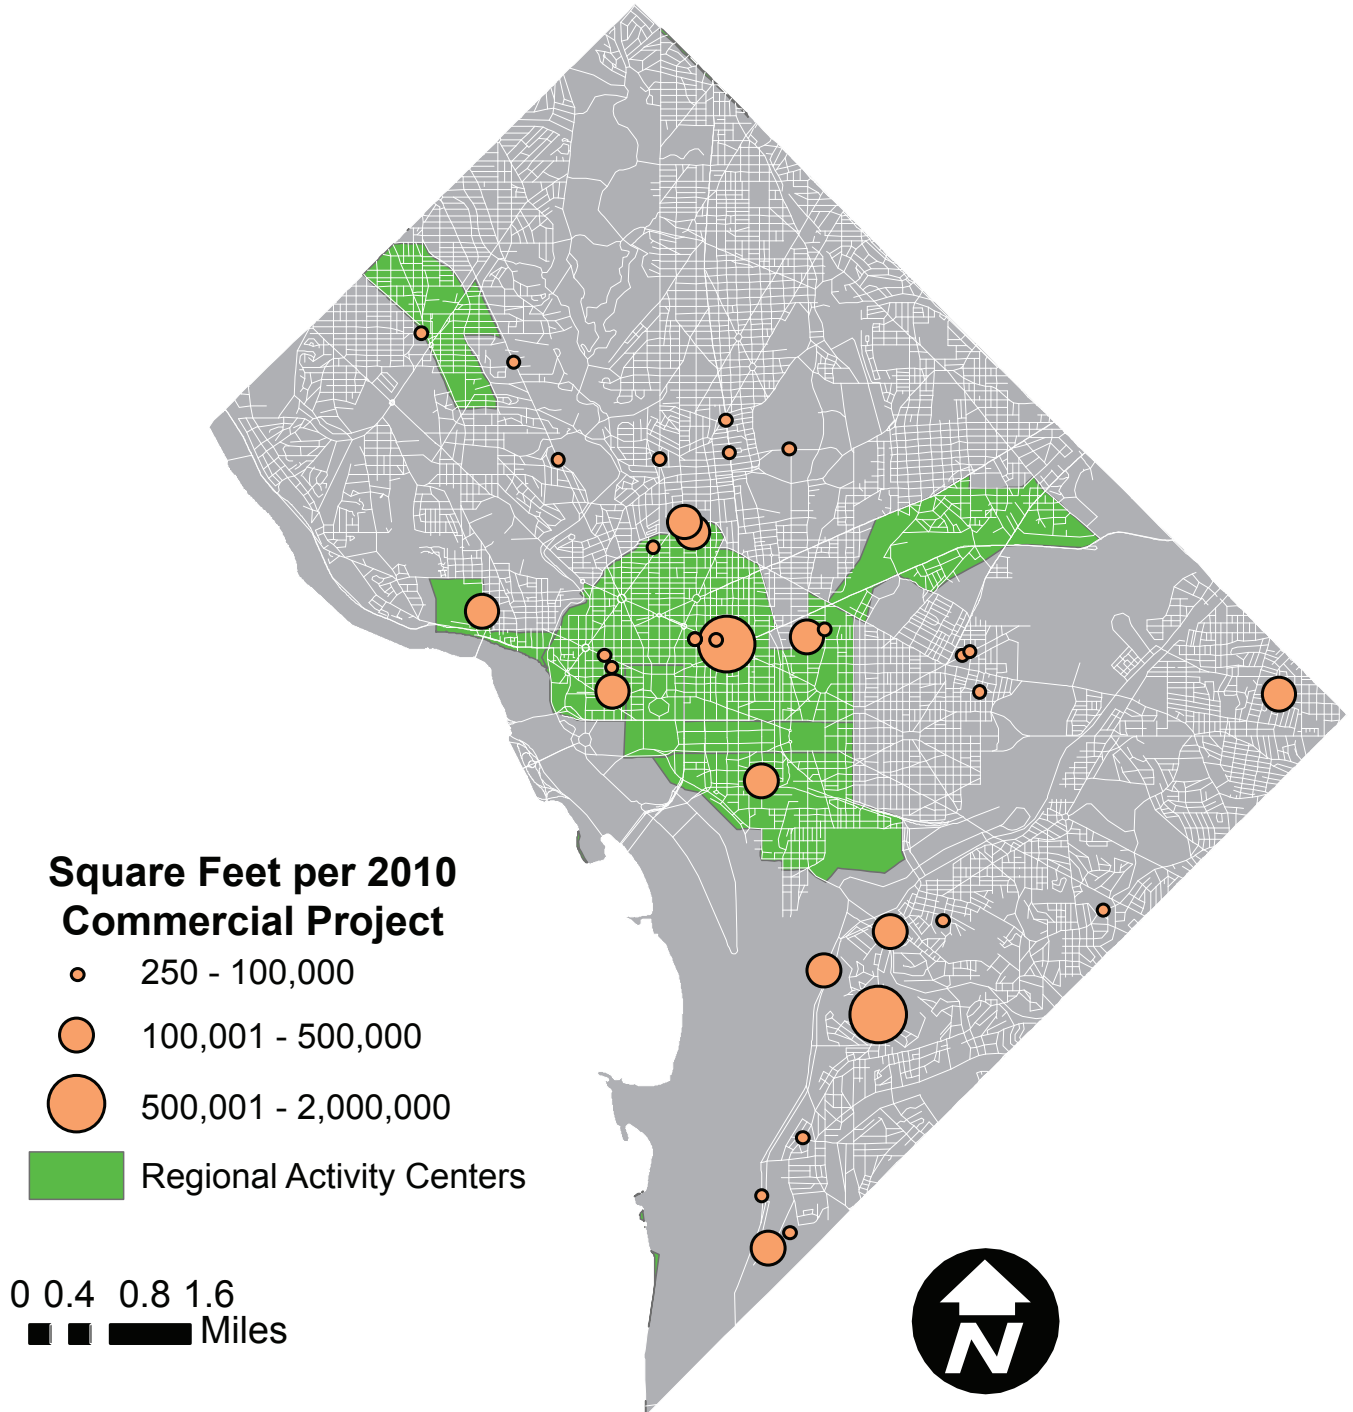 Square Feet per 2010
Commercial Project
250 - 100,000
100,001 - 500,000
500,001 - 2,000,000
Regional Activity Centers
0 0.4 0.8 1.6
Miles
N